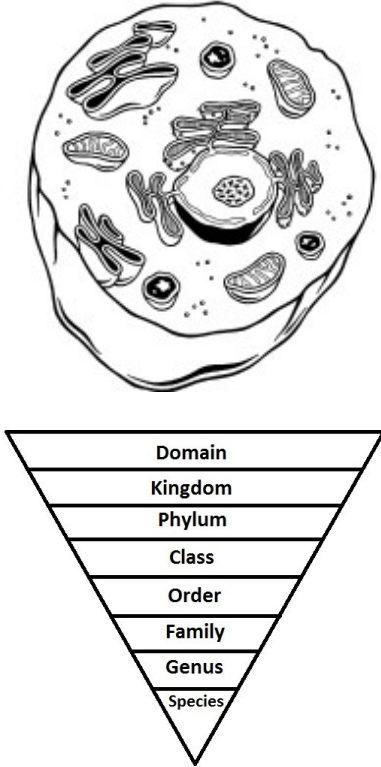 Domain
Kingdom
Phylum
Class
Order
Family
Genus
Species